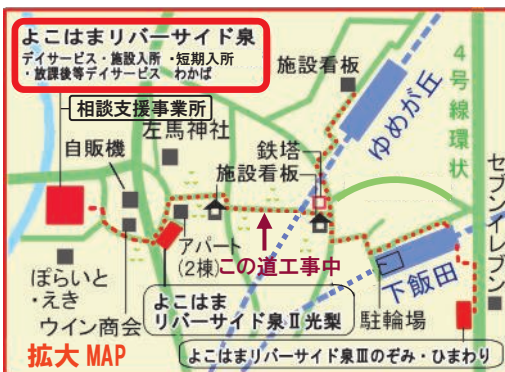 よこはまリバーサイド泉
デイサービス・施設入所・短期入所
・放課後等デイサービス わかば
相談支援事業所
施設看板
ゆめが丘
4号線環状
左馬神社
自販機
鉄塔
施設看板
セブンイレブン
アパート
(2棟)
この道工事中
下飯田
ぽらいと
・えき
ウイン商会
よこはま
リバーサイド泉Ⅱ光梨
駐輪場
拡大 MAP
よこはまリバーサイド泉Ⅲのぞみ・ひまわり